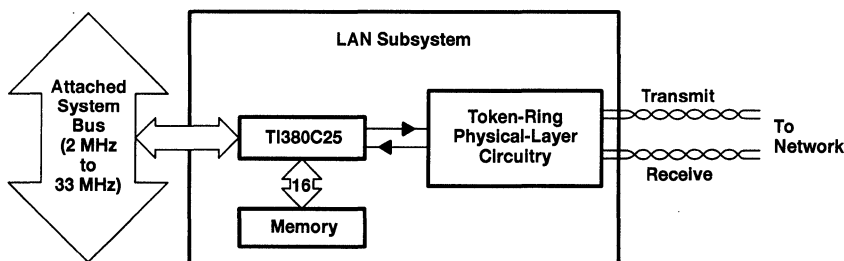 LAN Subsystem
Attached
System
Bus
(2 MHz
to
33 MHz)
TI380C25
16
Memory
Token-Ring
Physical-Layer
Circuitry
Transmit
Receive
To
Network